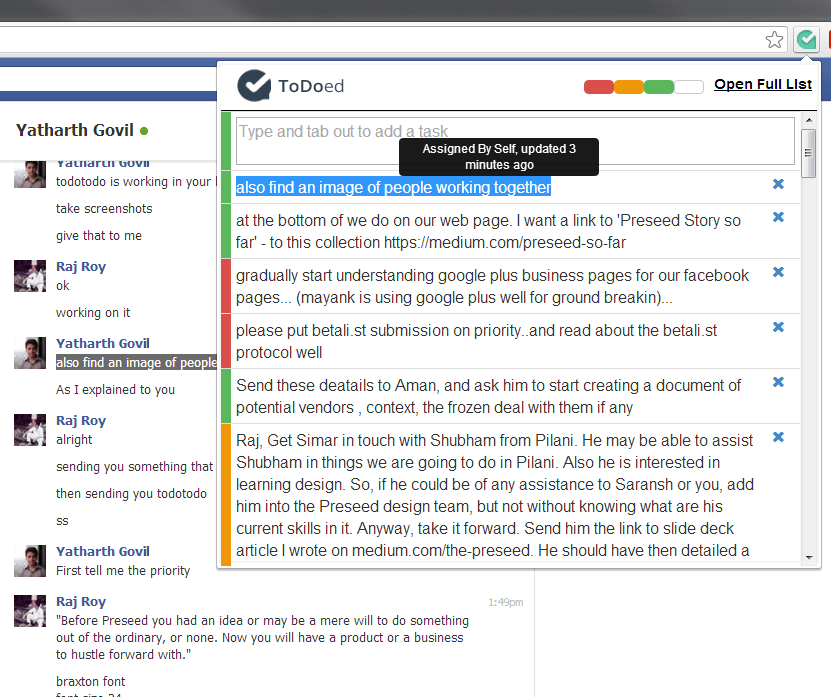 ToDoed
Open Full List
Type and tab out to add a task
Assigned By Self, updated 3
minutes ago
also find an image of people working together
at the bottom of we do on our web page. I want a link to 'Preseed Story so
far' - to this collection https://medium.com/preseed-so-far
gradually start understanding google plus business pages for our facebook
pages... (mayank is using google plus well for ground breakin)...
please put betali.st submission on priority..and read about the betali.st
protocol well
Send these deatails to Aman, and ask him to start creating a document of
potential vendors , context, the frozen deal with them if any
Raj, Get Simar in touch with Shubham from Pilani. He may be able to assist
Shubham in things we are going to do in Pilani. Also he is interested in
learning design. So, if he could be of any assistance to Saransh or you, add
him into the Preseed design team, but not without knowing what are his
current skills in it. Anyway, take it forward. Send him the link to slide deck
article I wrote on medium.com/the-preseed. He should have then detailed a
Yatharth Govil
Yatharth Govil
todotodo is working in your
take screenshots
give that to me
Raj Roy
ok
working on it
Yatharth Govil
also find an image of people
As I explained to you
Raj Roy
alright
sending you something that
then sending you todotodo
ss
Yatharth Govil
First tell me the priority
Raj Roy
1:49pm
"Before Preseed you had an idea or may be a mere will to do something
out of the ordinary, or none. Now you will have a product or a business
to hustle forward with."
braxton font
font size 24